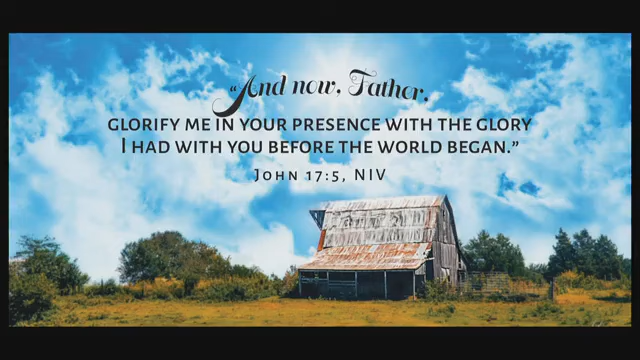 “And now, Father,
GLORIFY ME IN YOUR PRESENCE WITH THE GLORY
I HAD WITH YOU BEFORE THE WORLD BEGAN.”
JOHN 17:5, NIV